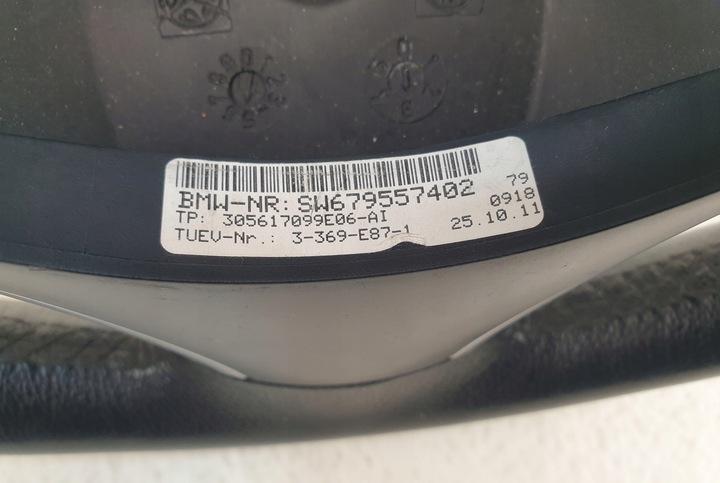 BMW-NR: SW679557402
TP: 305617099E06-AI
TUEV-Nr.: 3-369-E87-1
79
0918
25.10.11